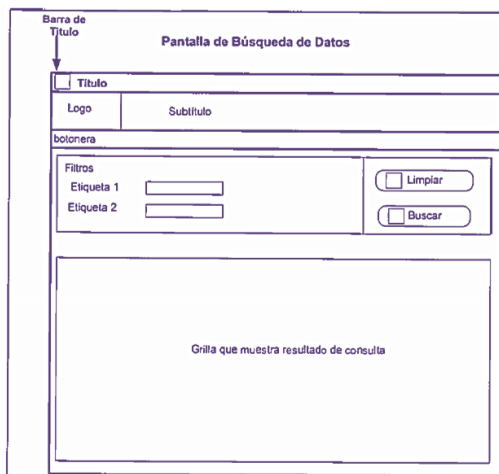 Barra de
Título
Pantalla de Búsqueda de Datos
Título
Logo
Subtítulo
botonera
Filtros
Etiqueta 1
Limpiar
Etiqueta 2
Buscar
Grilla que muestra resultado de consulta